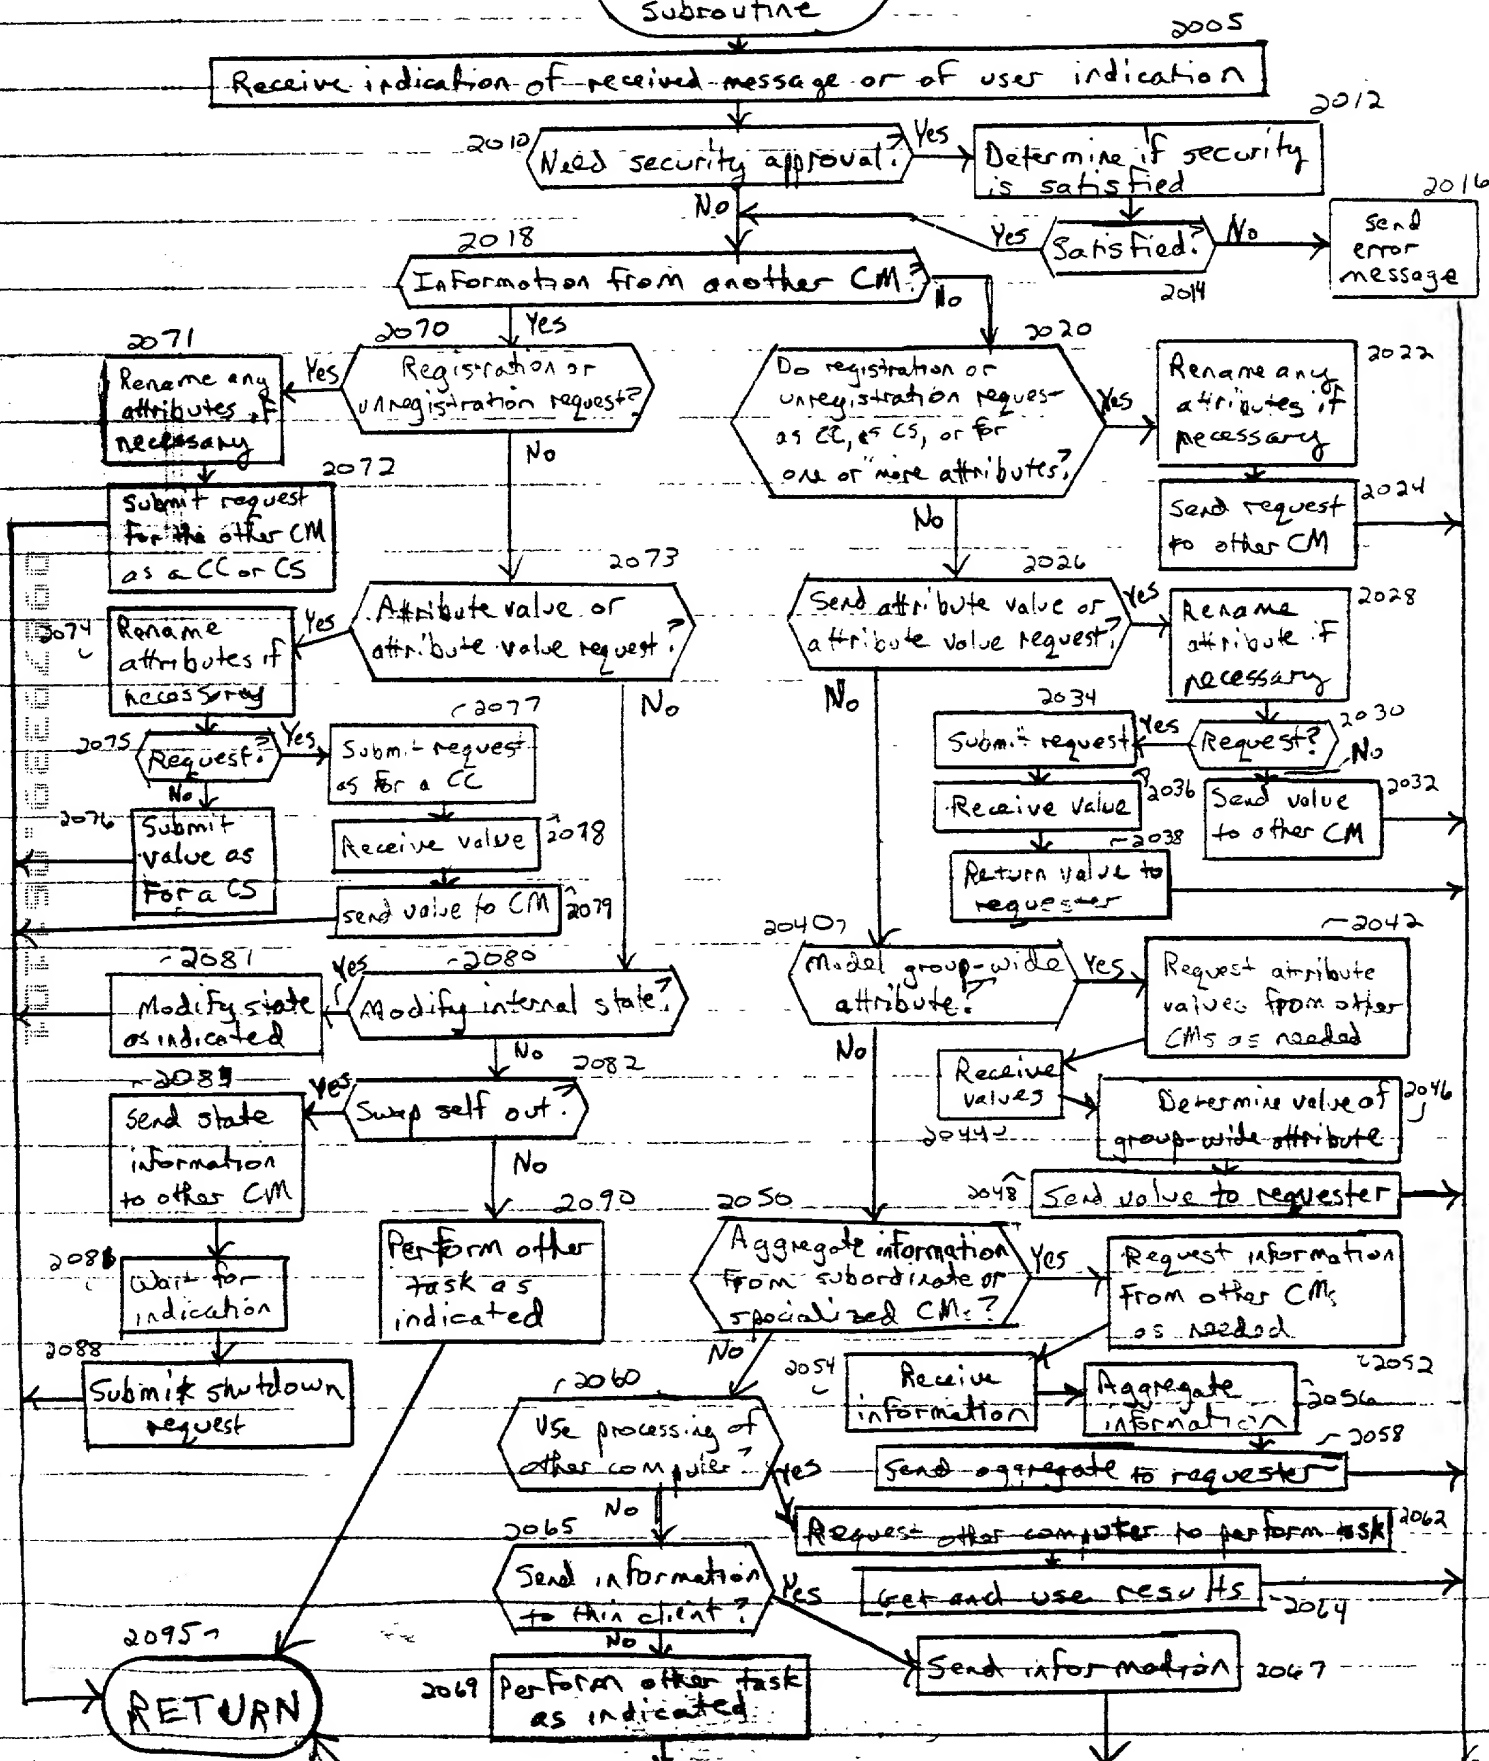 Subroutine
2005
Receive indication of received message or of user indication
2010
Need security approval?
Yes
No
2012
Determine if security
is satisfied
Satisfied?
Yes
No
2014
2016
Send
error
message
2018
Information from another CM?
Yes
No
2070
Registration or
unregistration request?
Yes
No
2071
Rename any
attributes if
necessary
2072
Submit request
for the other CM
as a CC or CS
2073
Attribute value or
attribute value request?
Yes
No
2074
Rename
attributes if
necessary
2075
Request?
Yes
No
2076
Submit
value as
for a CS
2077
Submit request
as for a CC
2078
Receive value
2079
Send value to CM
2080
Modify internal state?
Yes
No
2081
Modify state
as indicated
2082
Swap self out?
Yes
No
Send state
information
to other CM
Wait for
indication
2088
Submit shutdown
request
2090
Perform other
task as
indicated
2095
RETURN
2020
Do registration or
unregistration reques-
as CC, as CS, or for
one or more attributes?
Yes
No
2022
Rename any
attributes if
necessary
2024
Send request
to other CM
2026
Send attribute value or
attribute value request?
Yes
No
2028
Rename
attribute if
necessary
2030
Request?
Yes
No
2032
Send value
to other CM
2034
Submit request
2036
Receive value
2038
Return value to
requester
2040
Model group-wide
attribute?
Yes
No
2042
Request attribute
values from other
CMs as needed
2044
Receive
values
2046
Determine value of
group-wide attribute
2048
Send value to requester
2050
Aggregate information
from subordinate or
specialized CMs?
Yes
No
2052
Request information
from other CMs
as needed
2054
Receive
information
2056
Aggregate
information
2058
Send aggregate to requester
2060
Use processing of
other computer?
Yes
No
2062
Request other computer to perform task
2064
Get and use results
2065
Send information
to thin client?
Yes
No
2067
Send information
2069
Perform other task
as indicated